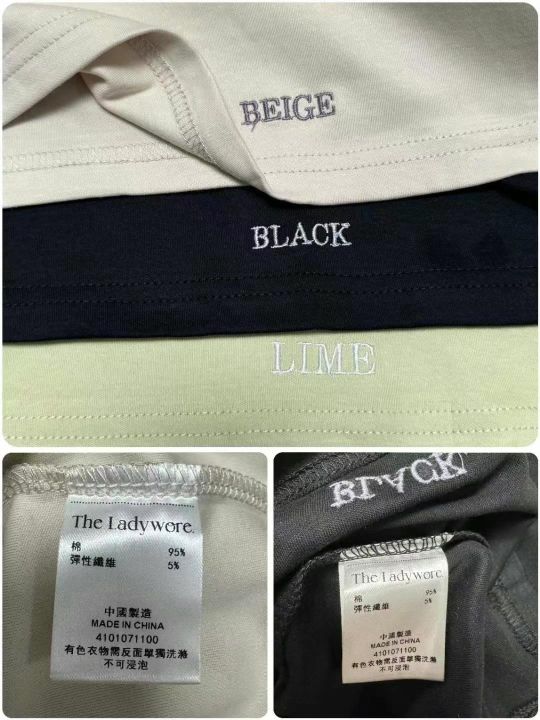 BEIGE
BLACK
LIME
The Ladywore.
棉 95%
彈性纖維 5%
中國製造
MADE IN CHINA
4101071100
有色衣物需反面單獨洗滌
不可浸泡
BLACK
The Ladywore.
棉 95%
彈性纖維 5%
中國製造
MADE IN CHINA
4101071100
有色衣物需反面單獨洗滌
不可浸泡